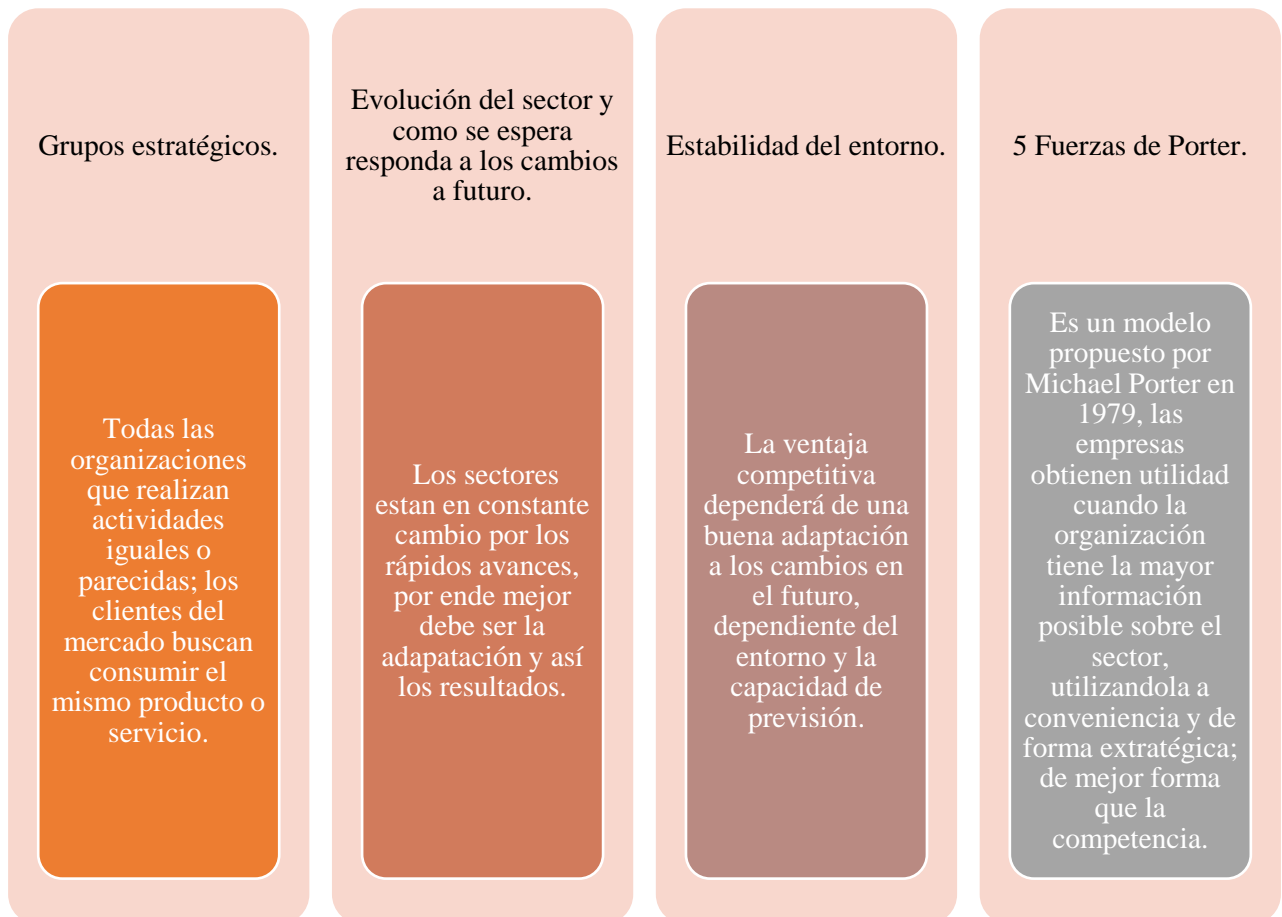 Grupos estratégicos.
Evolución del sector y
como se espera
responda a los cambios
a futuro.
Estabilidad del entorno.
5 Fuerzas de Porter.
Todas las
organizaciones
que realizan
actividades
iguales o
parecidas; los
clientes del
mercado buscan
consumir el
mismo producto o
servicio.
Los sectores
estan en constante
cambio por los
rápidos avances,
por ende mejor
debe ser la
adapatación y así
los resultados.
La ventaja
competitiva
dependerá de una
buena adaptación
a los cambios en
el futuro,
dependiente del
entorno y la
capacidad de
previsión.
Es un modelo
propuesto por
Michael Porter en
1979, las
empresas
obtienen utilidad
cuando la
organización
tiene la mayor
información
posible sobre el
sector,
utilizandola a
conveniencia y de
forma extratégica;
de mejor forma
que la
competencia.